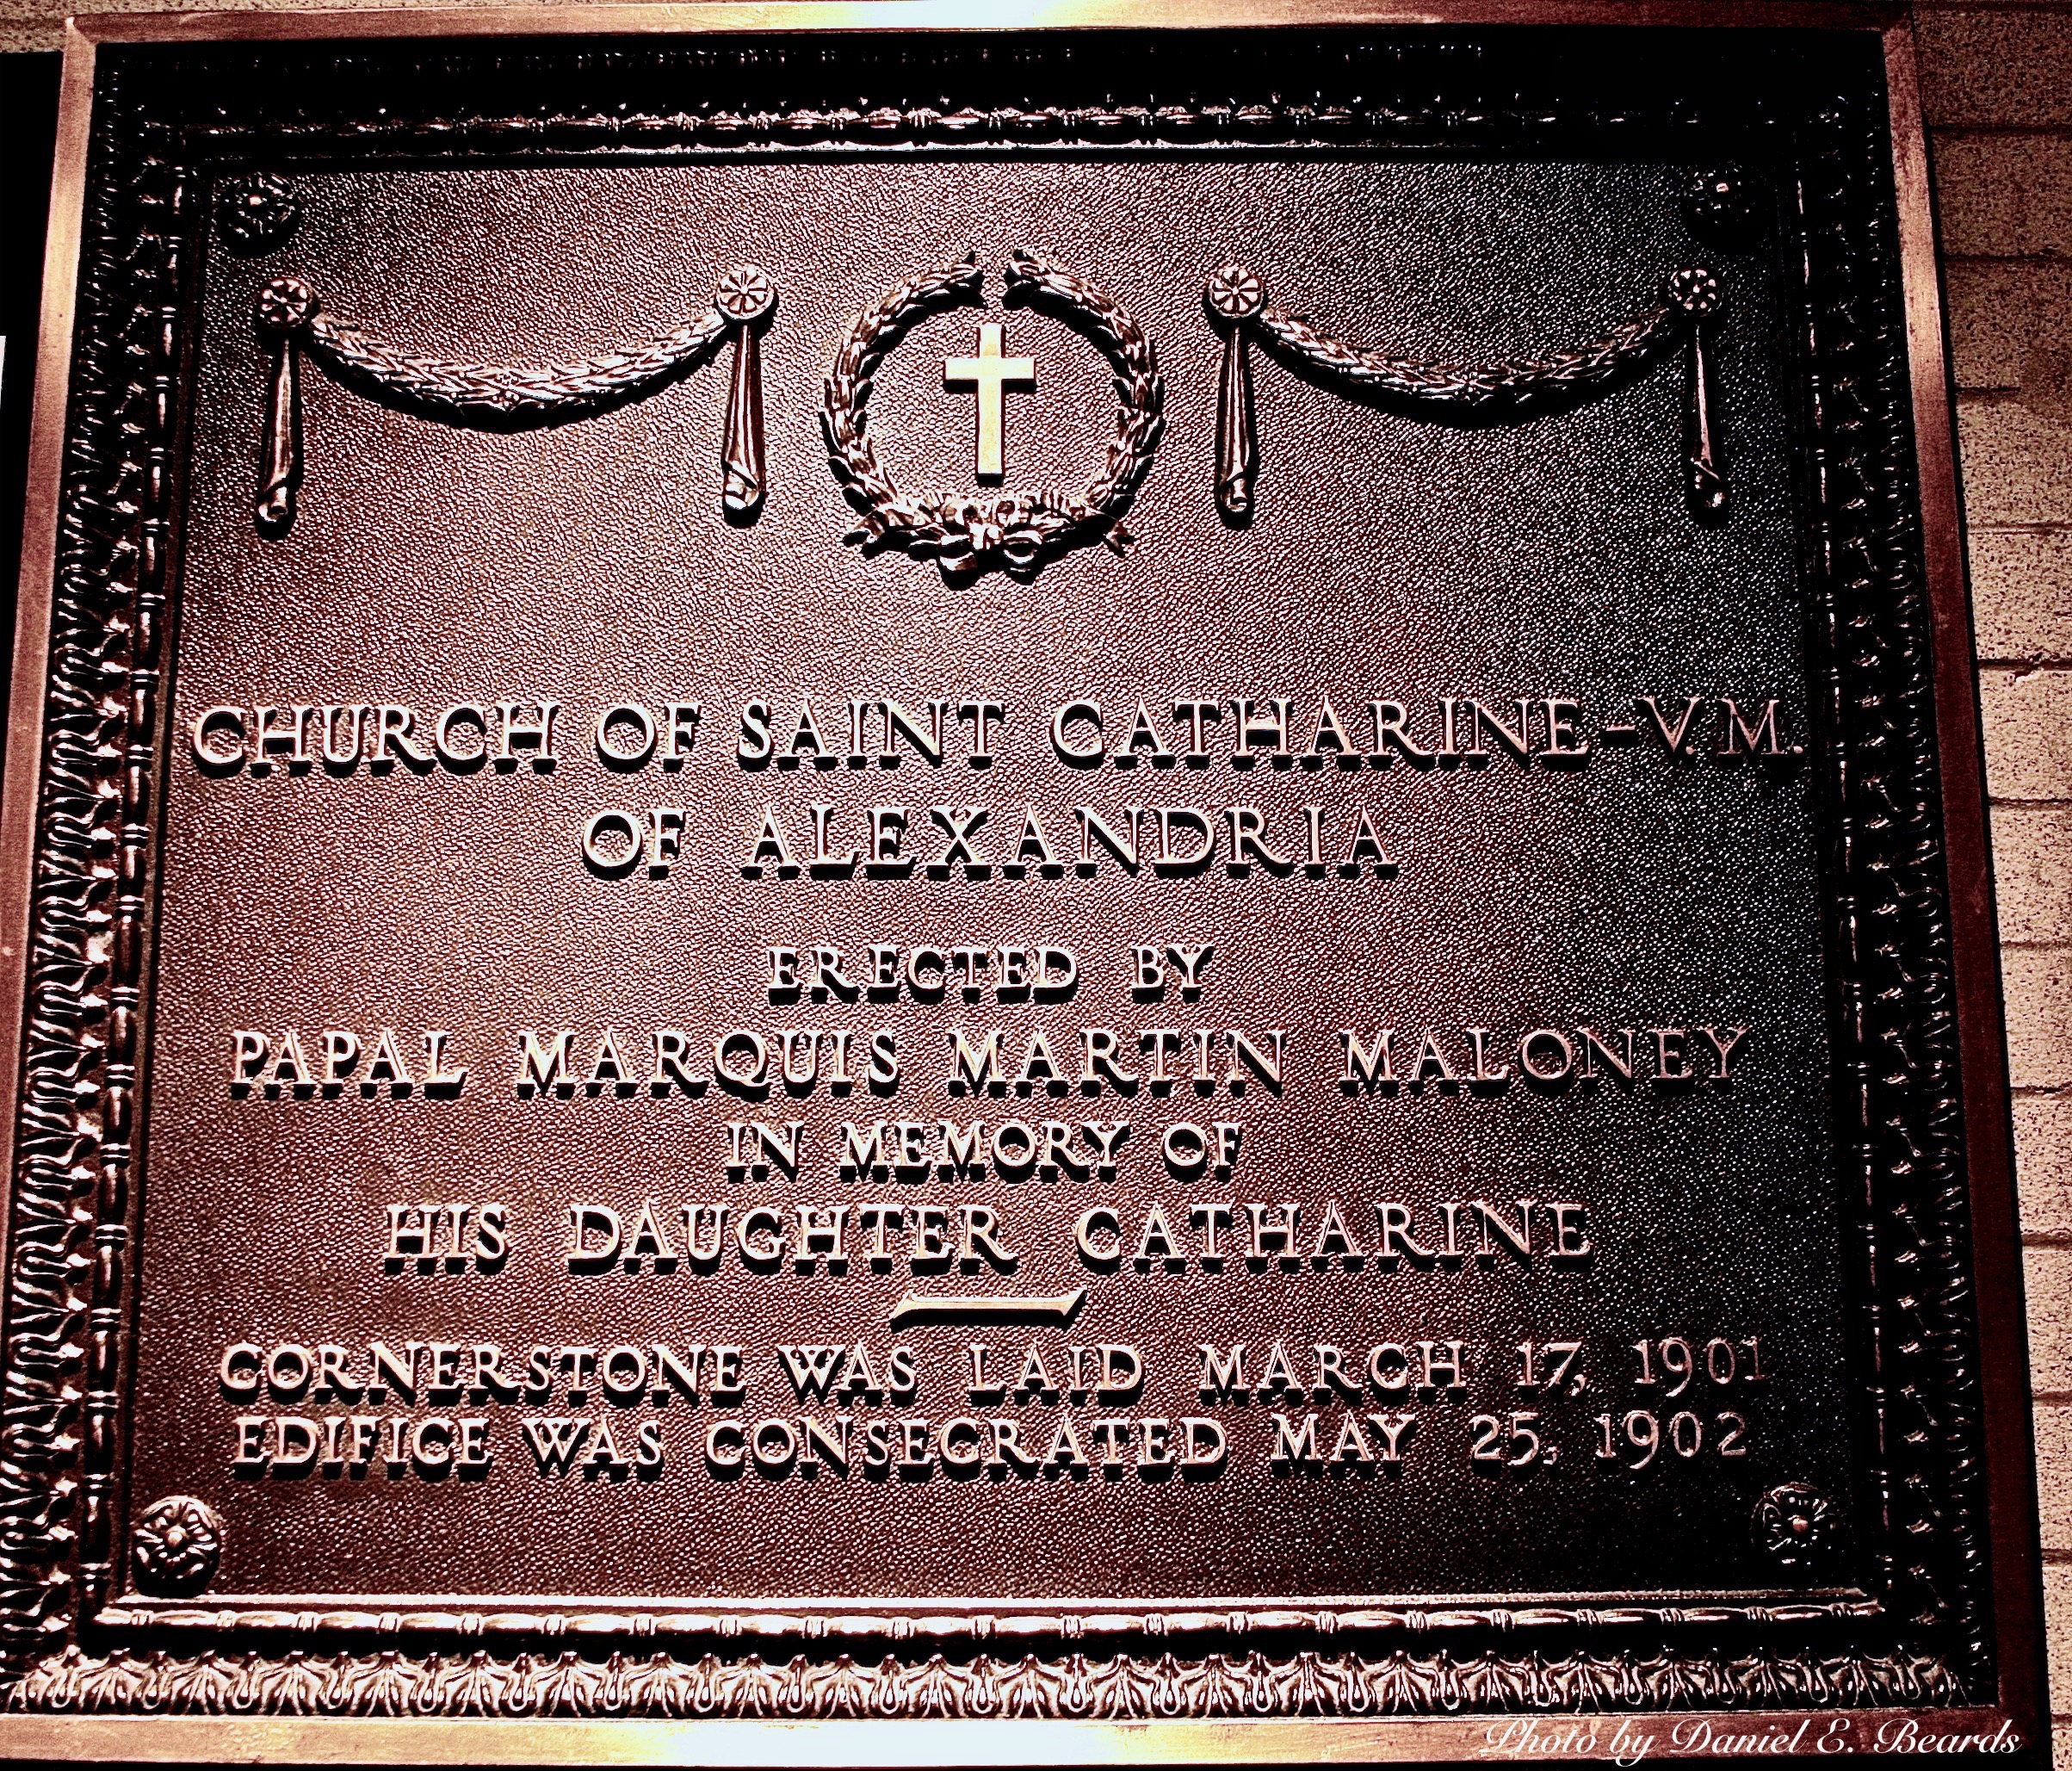 CHURCH OF SAINT CATHARINE-V.M.
OF ALEXANDRIA
ERECTED BY
PAPAL MARQUIS MARTIN MALONEY
IN MEMORY OF
HIS DAUGHTER CATHARINE
CORNERSTONE WAS LAID MARCH 17, 1901
EDIFICE WAS CONSECRATED MAY 25, 1902
Photo by Daniel E. Beards